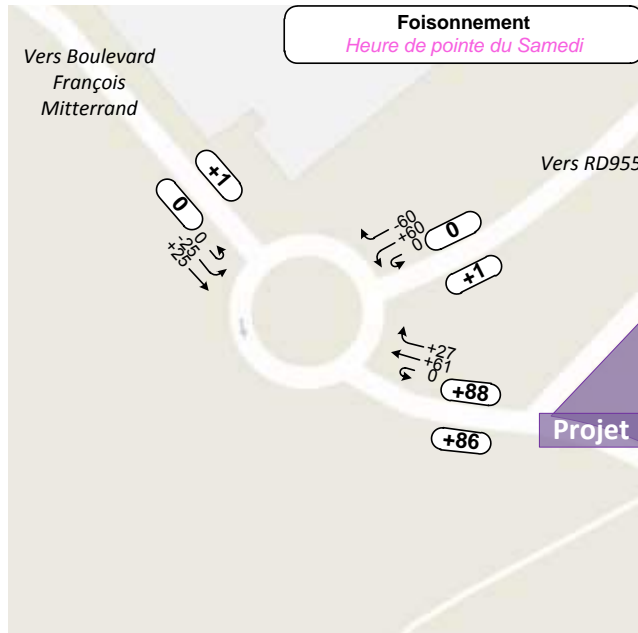 Foisonnement
Heure de pointe du Samedi
Vers Boulevard
François
Mitterrand
Vers RD955
+1
0
0
-25
+25
-60
+60
0
0
+1
+27
+61
0
+88
+86
Projet